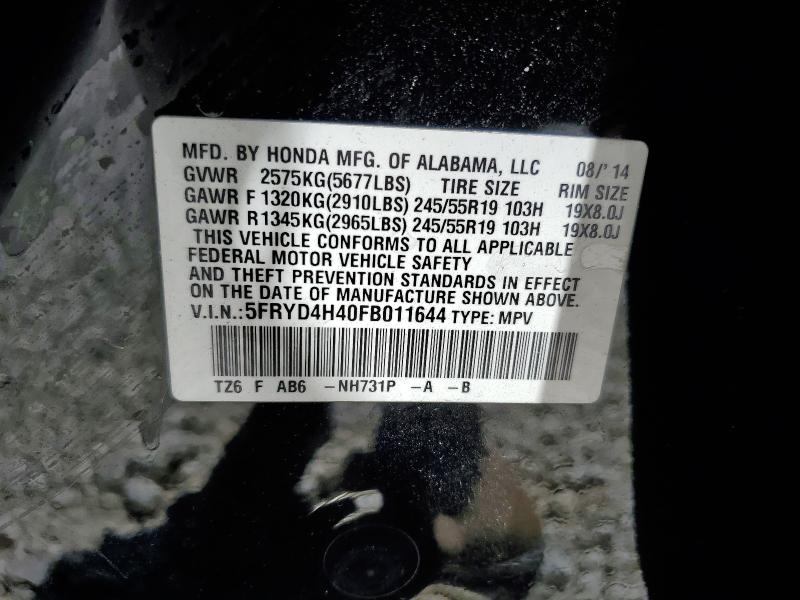 MFD. BY HONDA MFG. OF ALABAMA, LLC 08/' 14
GVWR 2575KG(5677LBS) TIRE SIZE RIM SIZE
GAWR F 1320KG(2910LBS) 245/55R19 103H 19X8.0J
GAWR R 1345KG(2965LBS) 245/55R19 103H 19X8.0J
THIS VEHICLE CONFORMS TO ALL APPLICABLE
FEDERAL MOTOR VEHICLE SAFETY
AND THEFT PREVENTION STANDARDS IN EFFECT
ON THE DATE OF MANUFACTURE SHOWN ABOVE.
V.I.N.: 5FRYD4H40FB011644 TYPE: MPV
TZ6 F AB6 -NH731P -A -B